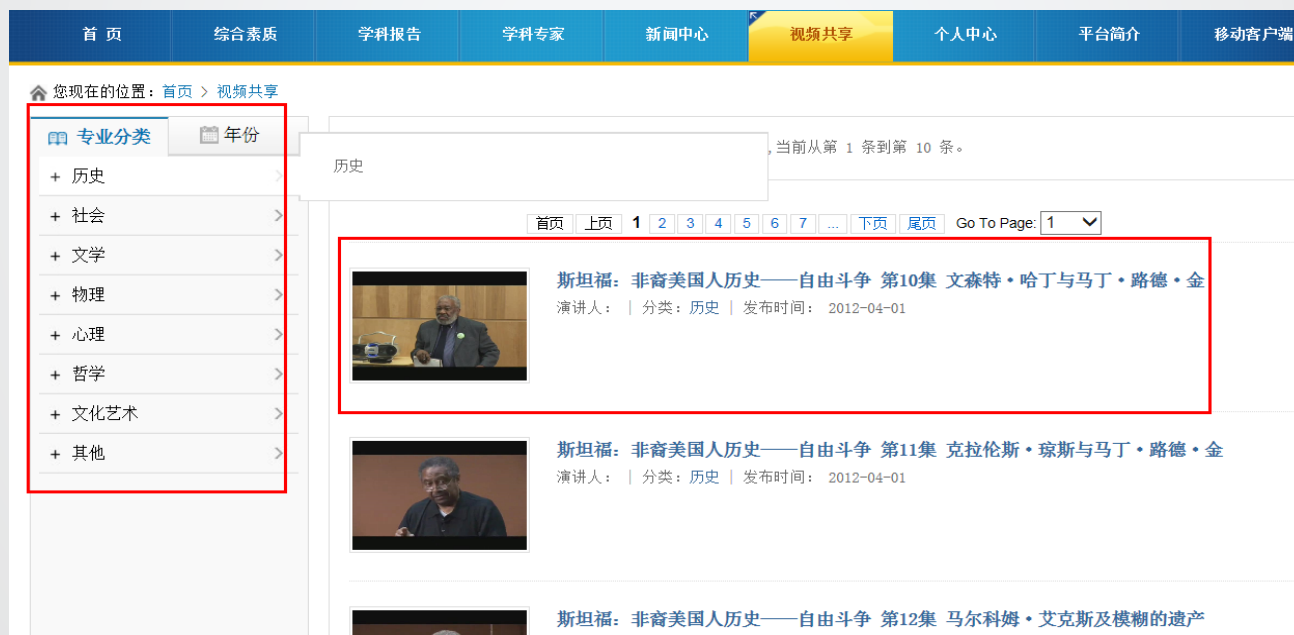 首 页 综合素质 学科报告 学科专家 新闻中心 视频共享 个人中心 平台简介 移动客户端
您现在的位置：首页 > 视频共享
专业分类 年份
+ 历史
+ 社会
+ 文学
+ 物理
+ 心理
+ 哲学
+ 文化艺术
+ 其他
历史
,当前从第 1 条到第 10 条。
首页 上页 1 2 3 4 5 6 7 ... 下页 尾页 Go To Page: 1
斯坦福：非裔美国人历史——自由斗争 第10集 文森特·哈丁与马丁·路德·金
演讲人： | 分类：历史 | 发布时间： 2012-04-01
斯坦福：非裔美国人历史——自由斗争 第11集 克拉伦斯·琼斯与马丁·路德·金
演讲人： | 分类：历史 | 发布时间： 2012-04-01
斯坦福：非裔美国人历史——自由斗争 第12集 马尔科姆·艾克斯及模糊的遗产